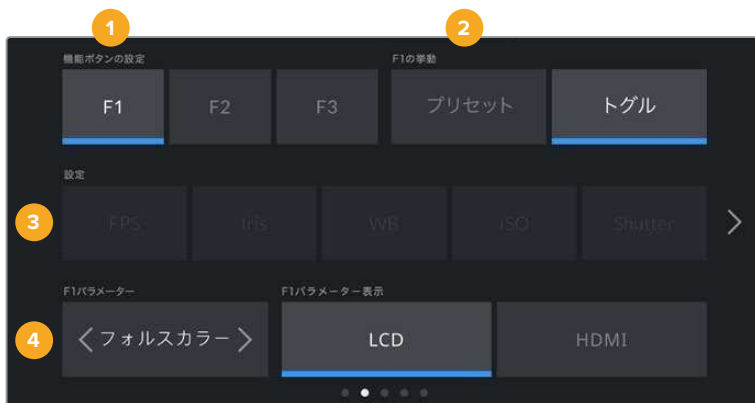 1
2
機能ボタンの設定
F1の挙動
F1
F2
F3
プリセット
トグル
設定
3
FPS
Iris
WB
ISO
Shutter
F1パラメーター
F1パラメーター表示
4
フォルスカラー
LCD
HDMI